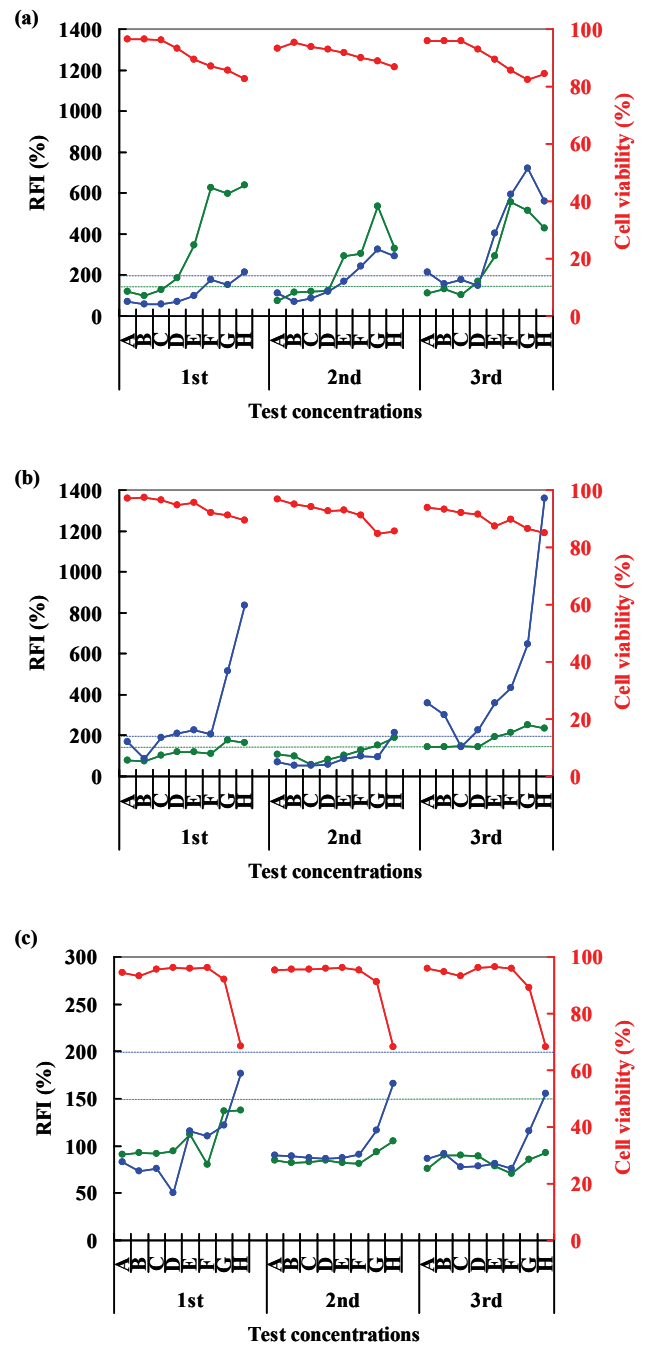 (a)
1400
1200
1000
800
600
400
200
0
RFI (%)
100
80
60
40
20
0
Cell viability (%)
A B C D E F G H A B C D E F G H A B C D E F G H
1st 2nd 3rd
Test concentrations
(b)
1400
1200
1000
800
600
400
200
0
RFI (%)
100
80
60
40
20
0
Cell viability (%)
A B C D E F G H A B C D E F G H A B C D E F G H
1st 2nd 3rd
Test concentrations
(c)
300
250
200
150
100
50
0
RFI (%)
100
80
60
40
20
0
Cell viability (%)
A B C D E F G H A B C D E F G H A B C D E F G H
1st 2nd 3rd
Test concentrations